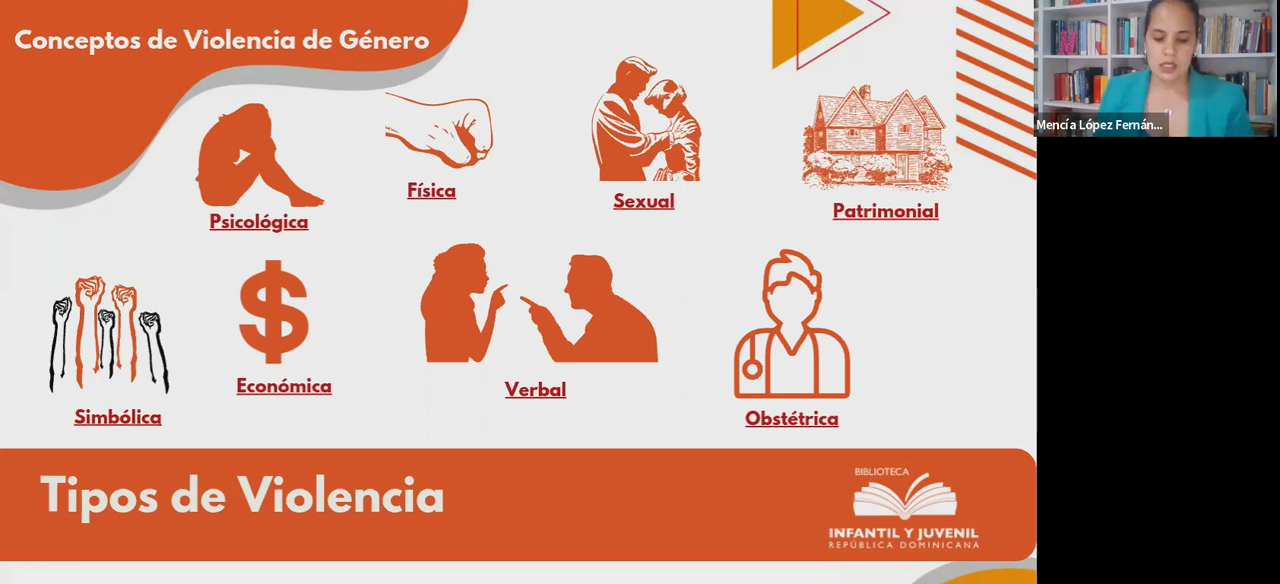 Conceptos de Violencia de Género
Mencía López Fernán...
Psicológica
Física
Sexual
Patrimonial
Simbólica
Económica
Verbal
Obstétrica
Tipos de Violencia
BIBLIOTECA
INFANTIL Y JUVENIL
REPÚBLICA DOMINICANA